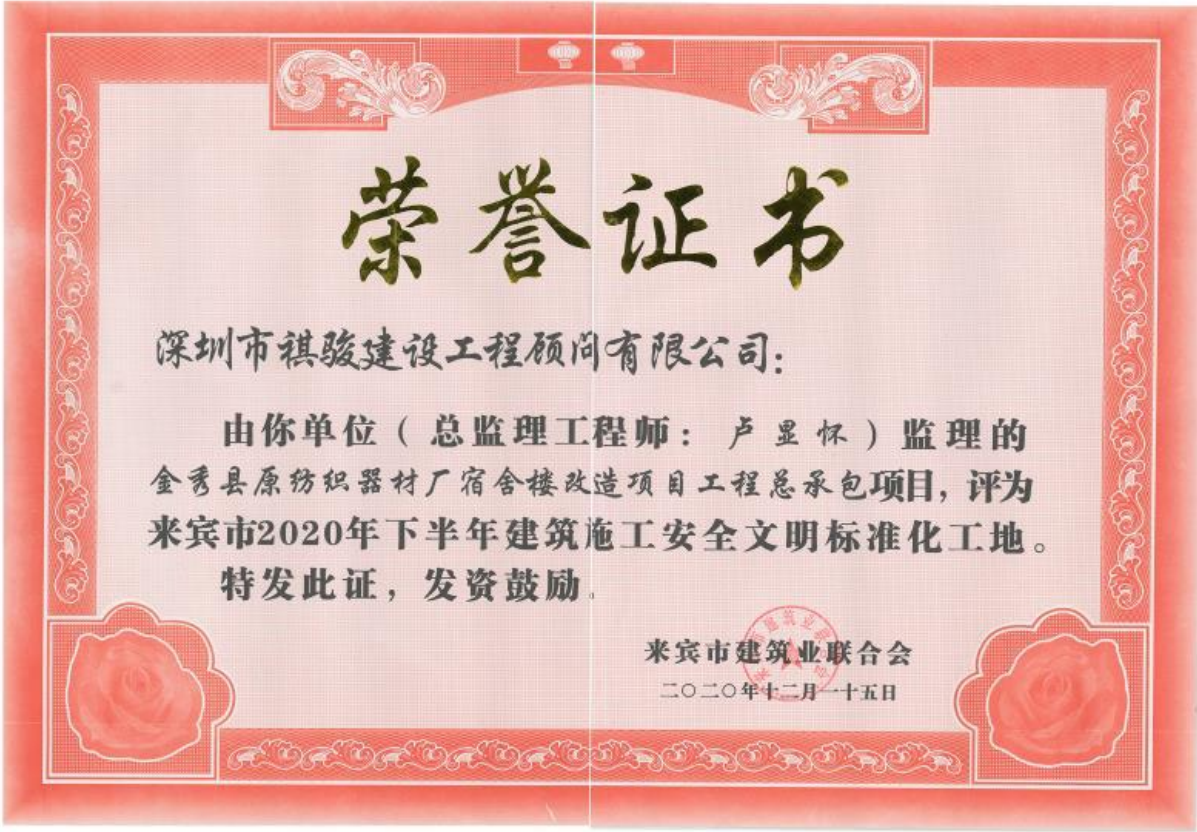 荣誉证书
深圳市祺骏建设工程顾问有限公司：
由你单位（总监理工程师：卢显怀）监理的
金秀县原纺织器材厂宿舍楼改造项目工程总承包项目，评为
来宾市2020年下半年建筑施工安全文明标准化工地。
特发此证，发资鼓励.
来宾市建筑业联合会
二〇二〇年十二月一十五日